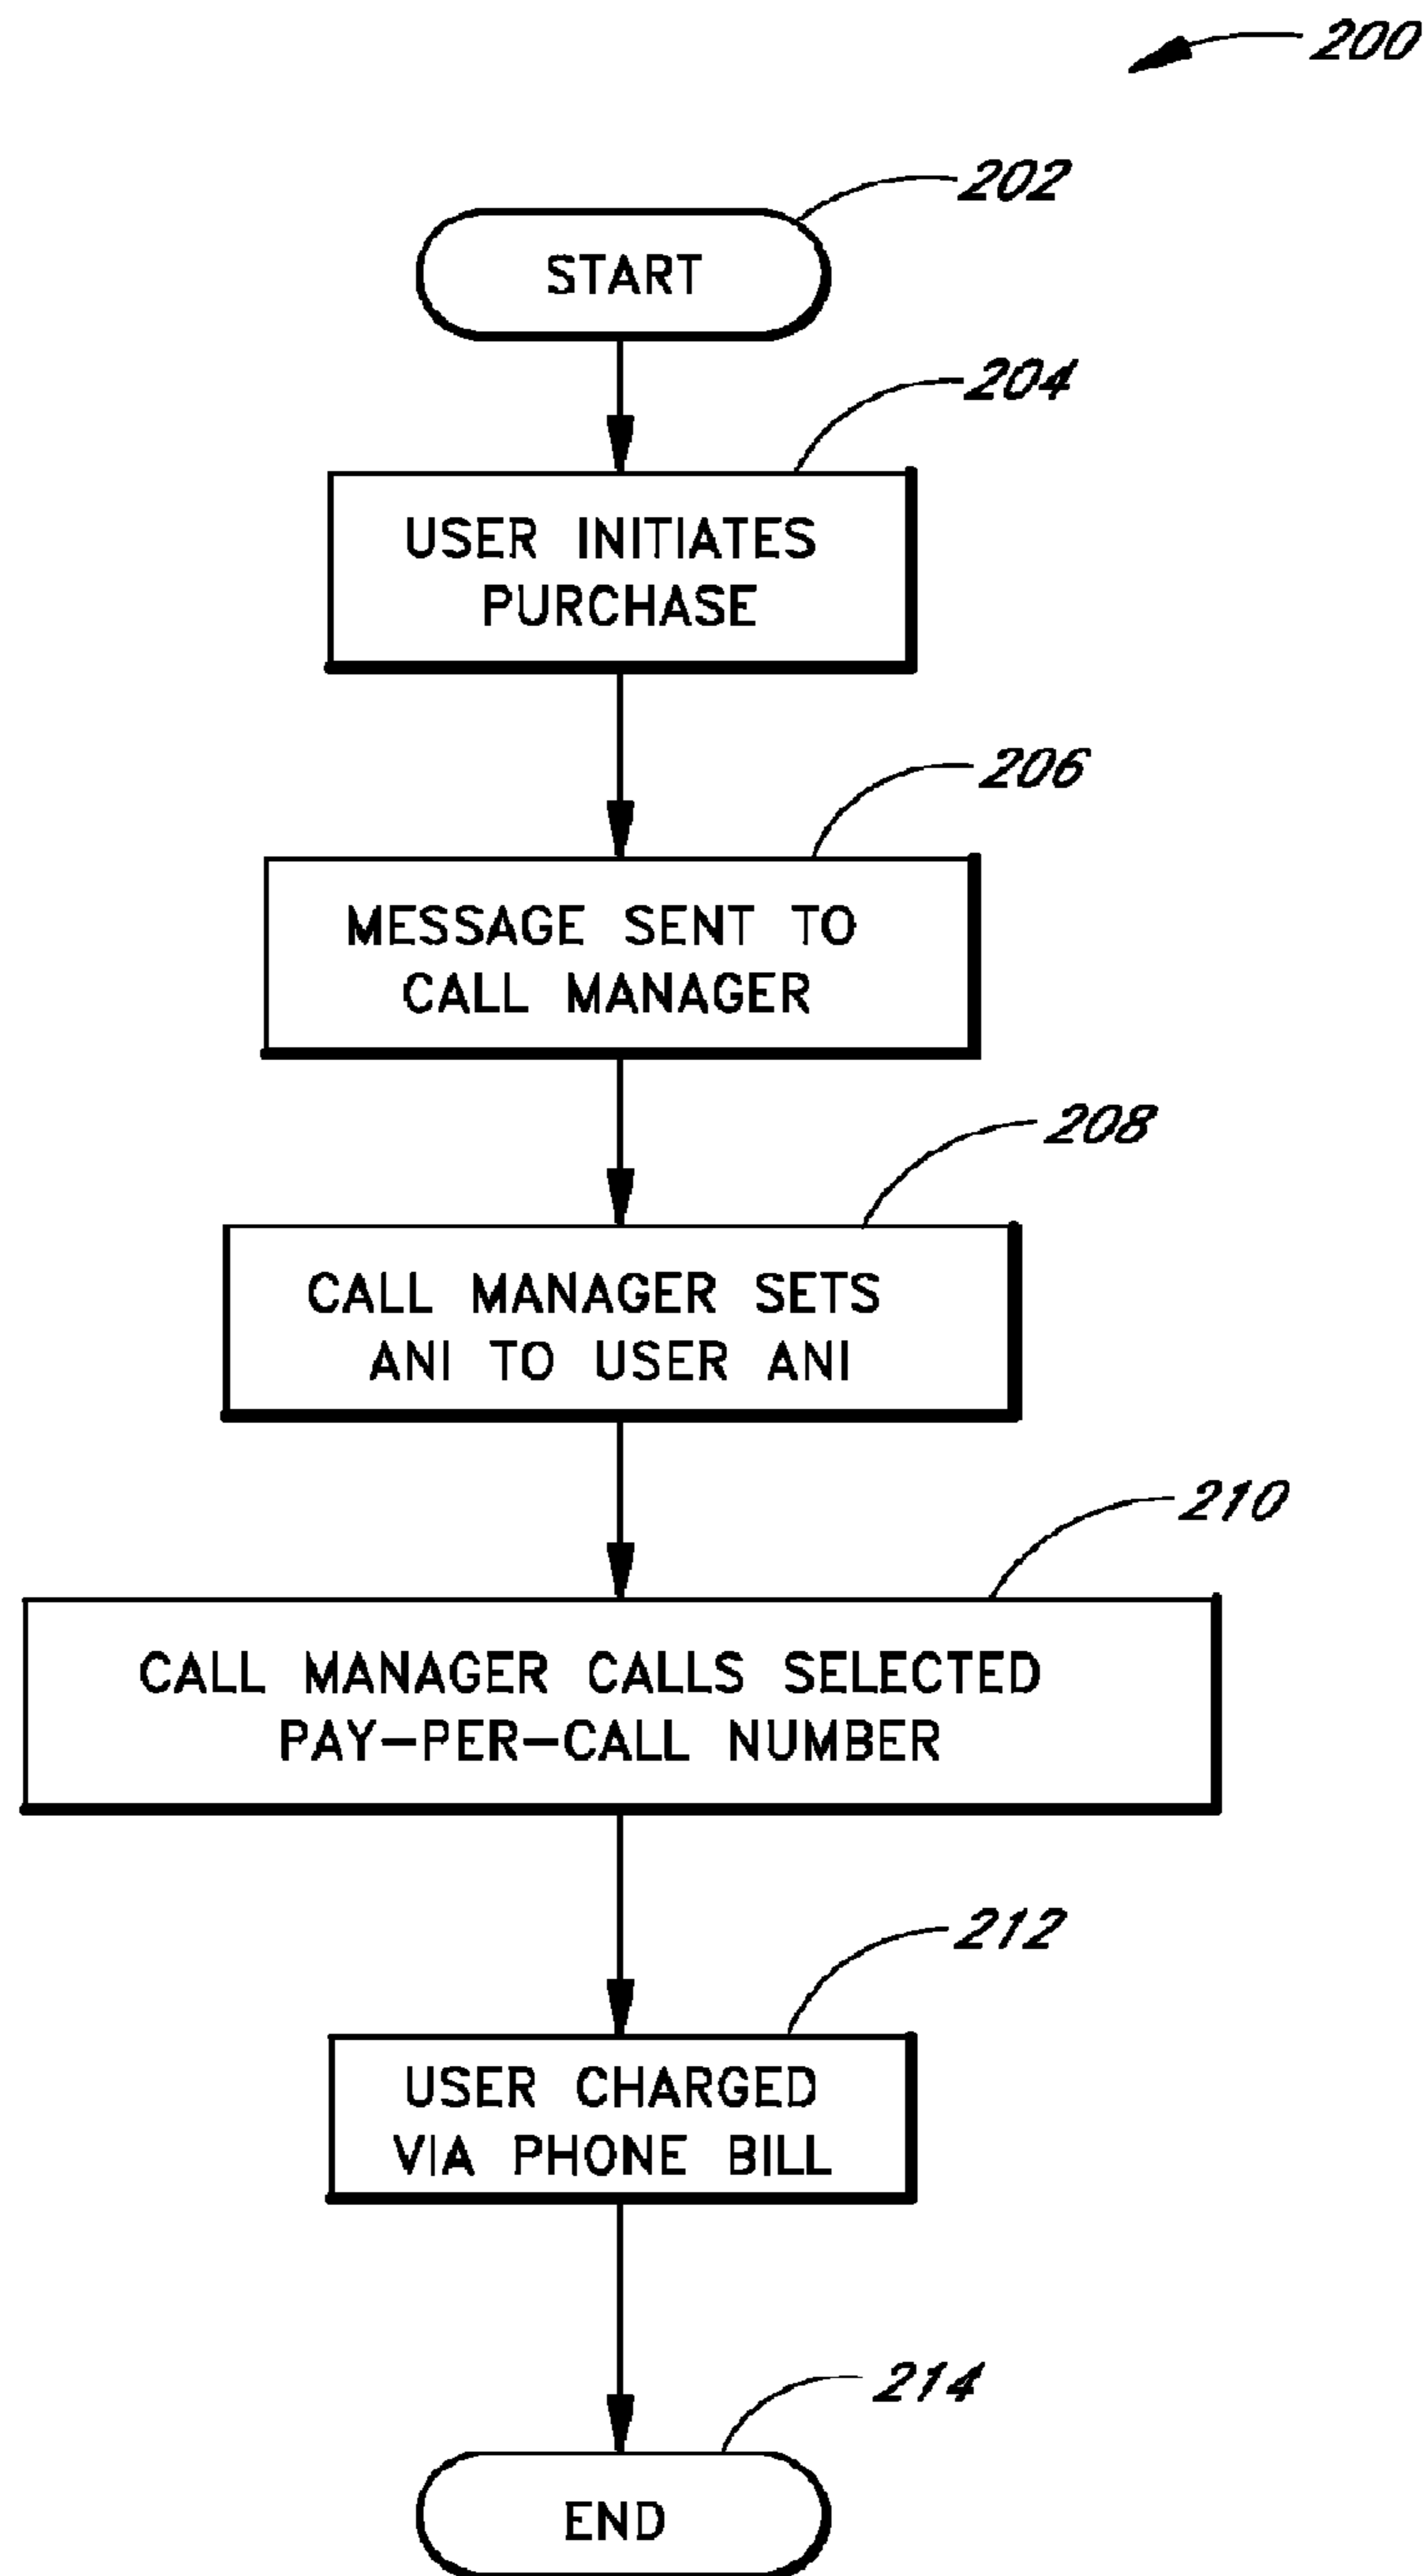 200
202
START
204
USER INITIATES
PURCHASE
206
MESSAGE SENT TO
CALL MANAGER
208
CALL MANAGER SETS
ANI TO USER ANI
210
CALL MANAGER CALLS SELECTED
PAY-PER-CALL NUMBER
212
USER CHARGED
VIA PHONE BILL
214
END